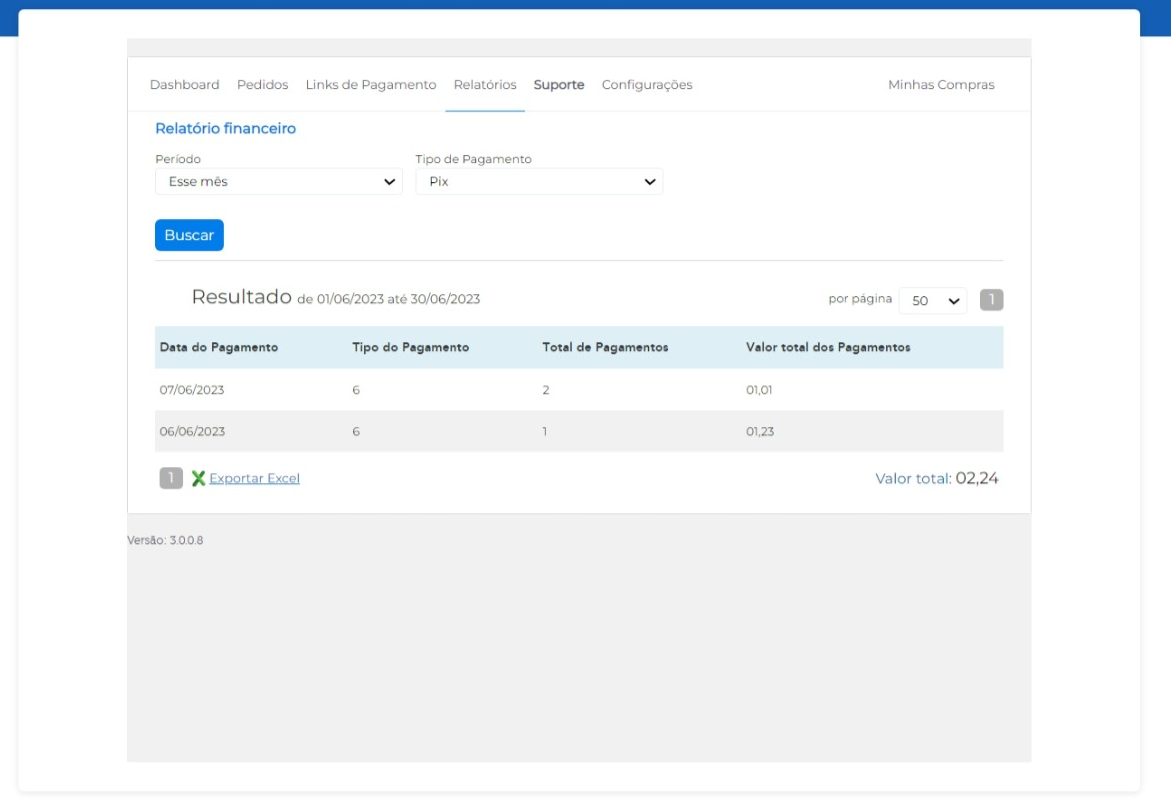 Dashboard Pedidos Links de Pagamento Relatórios Suporte Configurações Minhas Compras
Relatório financeiro
Período Tipo de Pagamento
Esse mês Pix
Buscar
Resultado de 01/06/2023 até 30/06/2023 por página 50 1
Data do Pagamento Tipo do Pagamento Total de Pagamentos Valor total dos Pagamentos
07/06/2023 6 2 01,01
06/06/2023 6 1 01,23
1 Exportar Excel Valor total: 02,24
Versão: 3.0.0.8